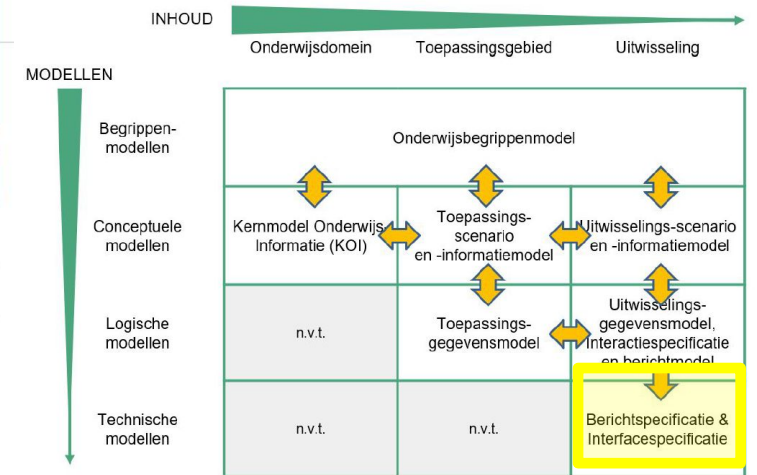 INHOUD
Onderwijsdomein Toepassingsgebied Uitwisseling
MODELLEN
Begrippen-
modellen
Onderwijsbegrippenmodel
Conceptuele
modellen
Kernmodel Onderwijs-
Informatie (KOI)
Toepassings-
scenario
en -informatiemodel
Uitwisselings-scenario
en -informatiemodel
Logische
modellen
n.v.t.
Toepassings-
gegevensmodel
Uitwisselings-
gegevensmodel,
Interactiespecificatie
en berichtmodel
Technische
modellen
n.v.t.
n.v.t.
Berichtspecificatie &
Interfacespecificatie